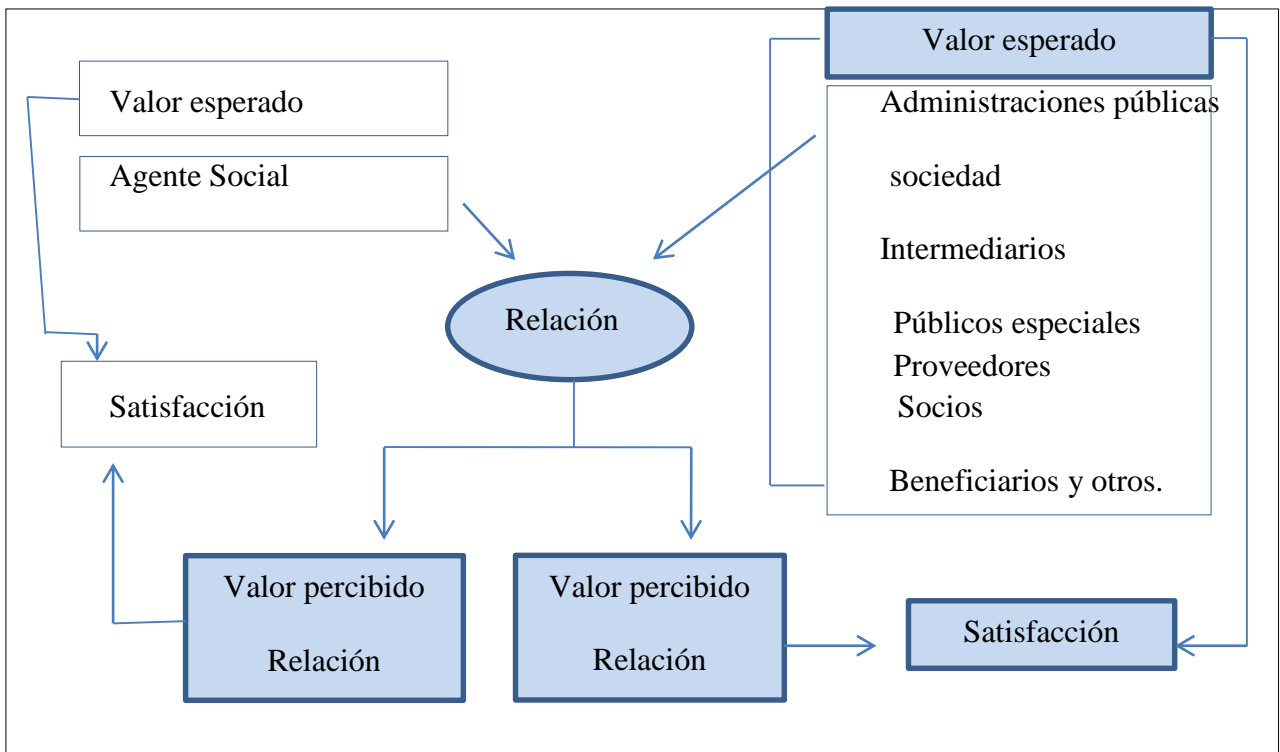 Valor esperado
Valor esperado
Agente Social
Administraciones públicas
sociedad
Intermediarios
Públicos especiales
Proveedores
Socios
Beneficiarios y otros.
Relación
Satisfacción
Valor percibido
Relación
Valor percibido
Relación
Satisfacción